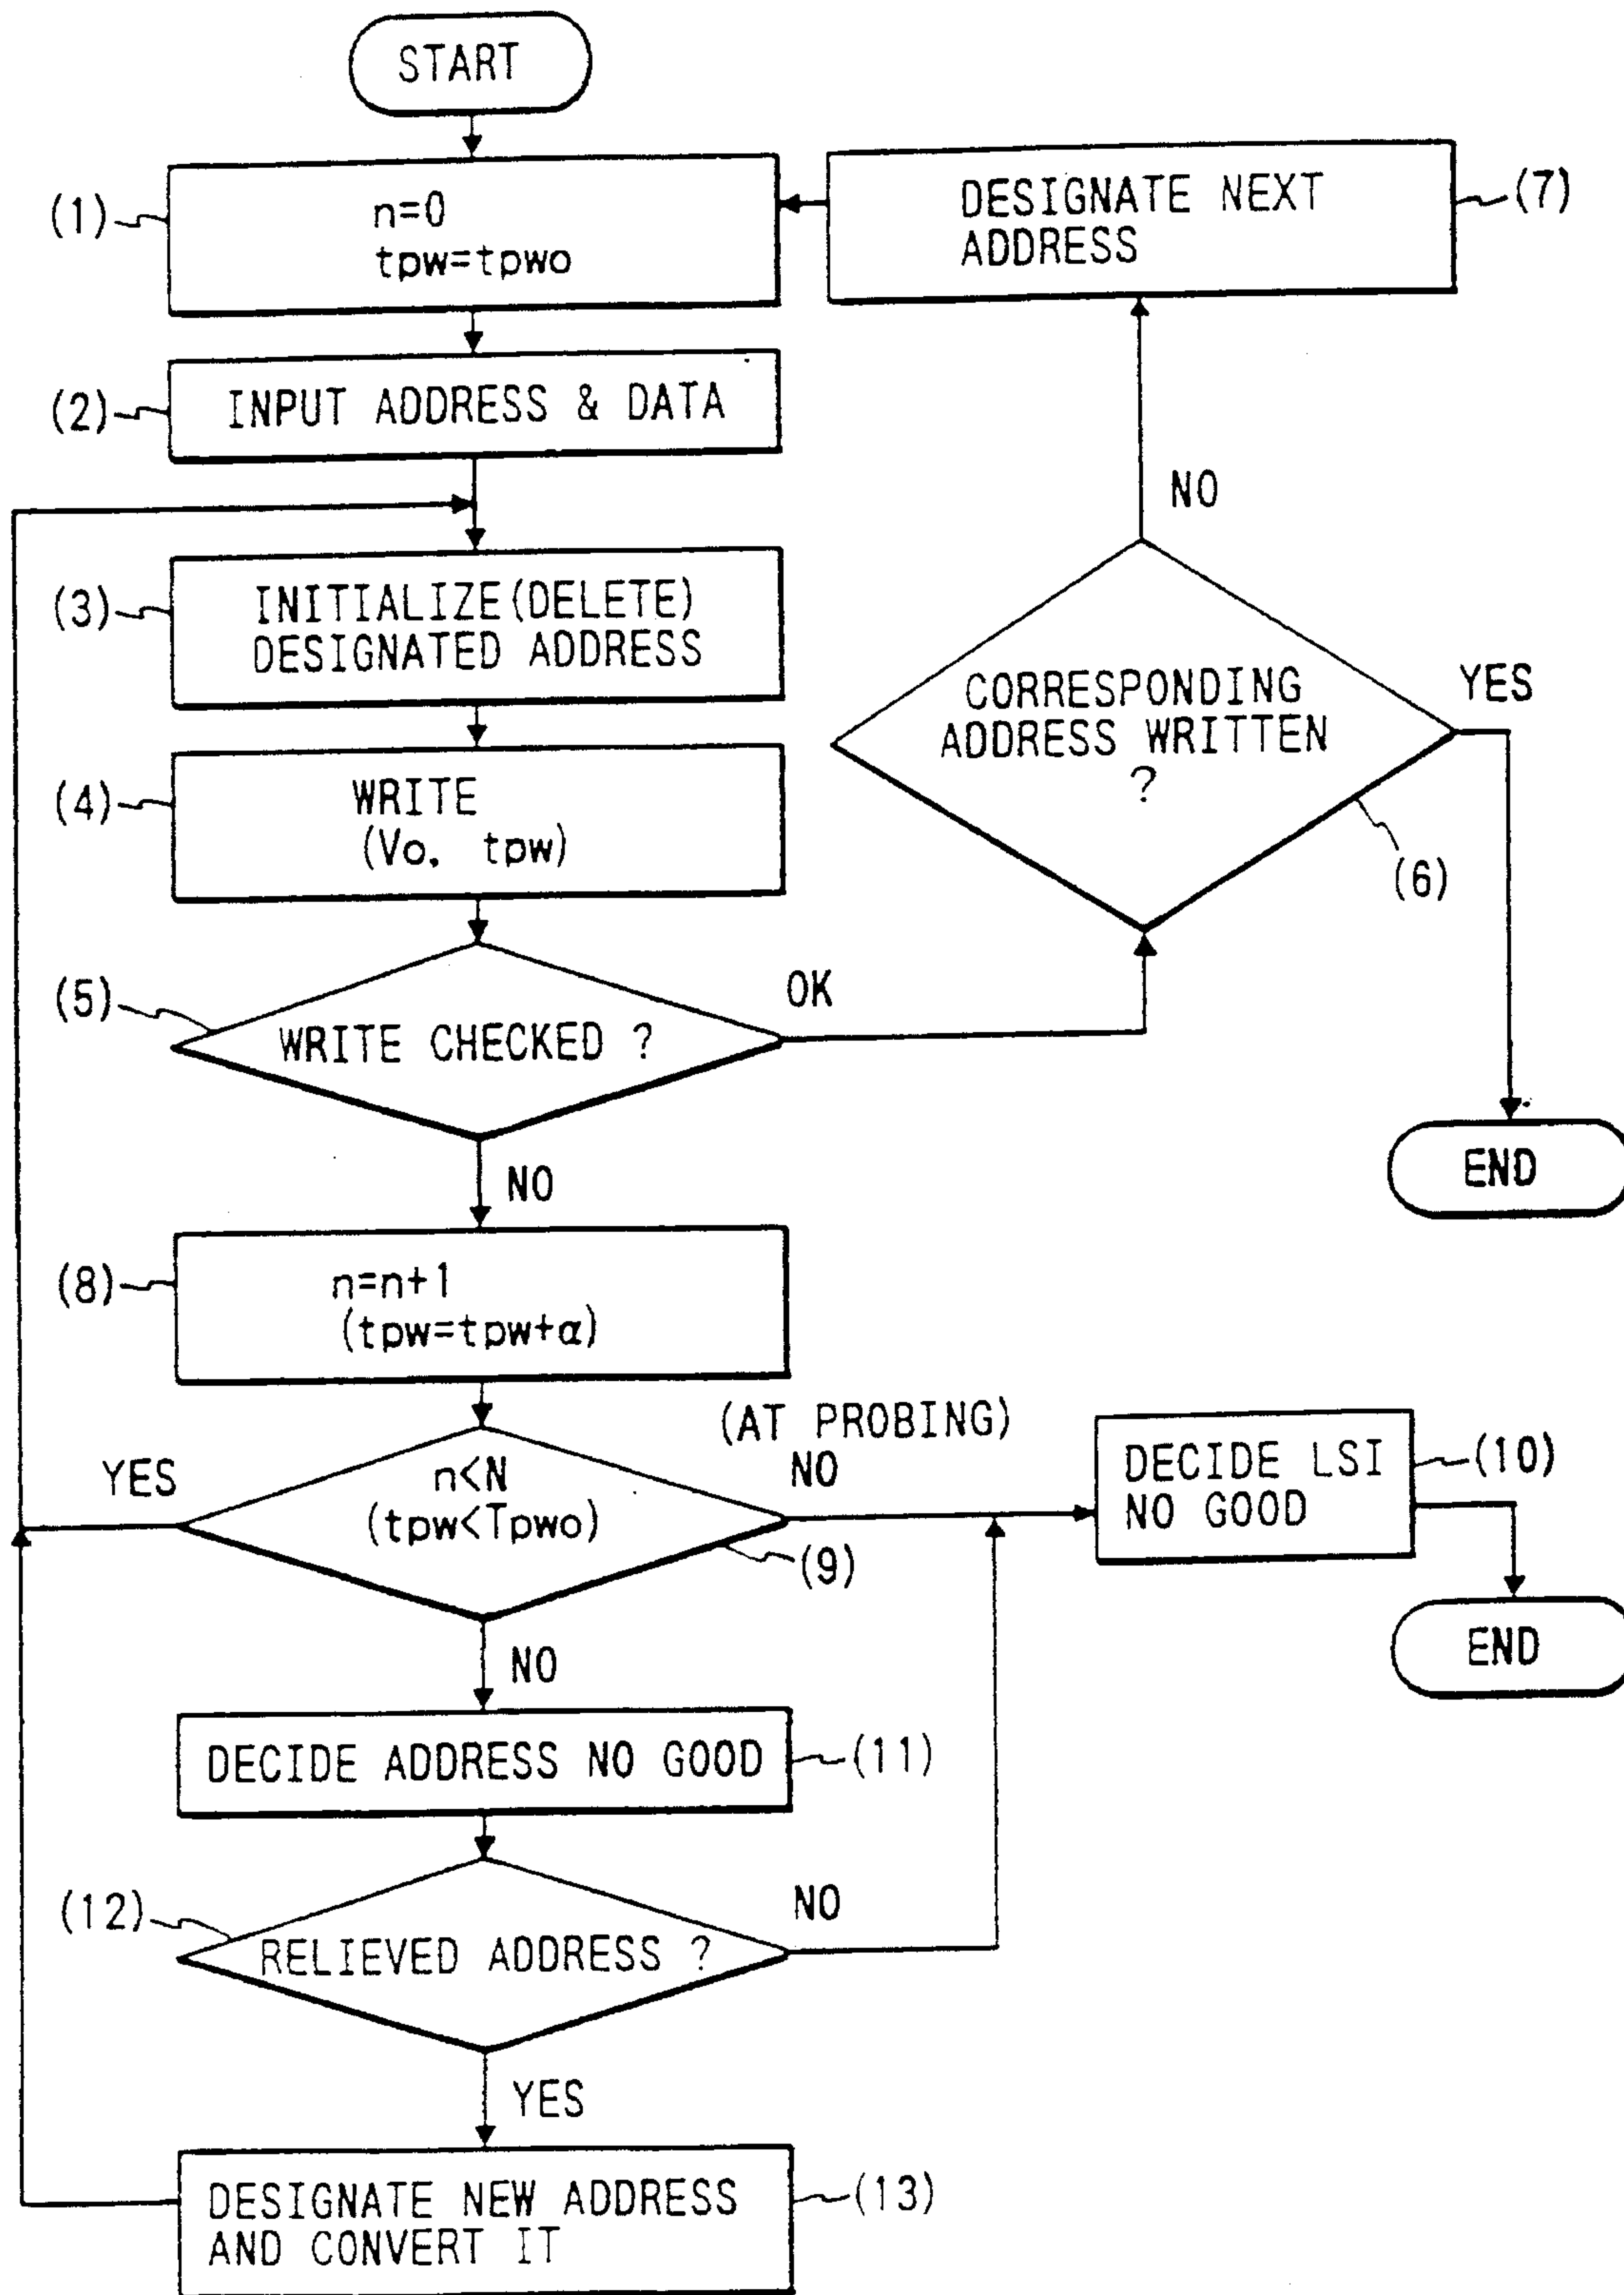 START
(1)
n=0
tpw=tpwo
DESIGNATE NEXT
ADDRESS
(7)
(2)
INPUT ADDRESS & DATA
NO
(3)
INITIALIZE(DELETE)
DESIGNATED ADDRESS
CORRESPONDING
ADDRESS WRITTEN
?
YES
(6)
(4)
WRITE
(Vo. tpw)
(5)
WRITE CHECKED ?
OK
END
NO
(8)
n=n+1
(tpw=tpw+α)
YES
n<N
(tpw<Tpwo)
(AT PROBING)
NO
(9)
DECIDE LSI
NO GOOD
(10)
END
NO
DECIDE ADDRESS NO GOOD
(11)
(12)
RELIEVED ADDRESS ?
NO
YES
DESIGNATE NEW ADDRESS
AND CONVERT IT
(13)